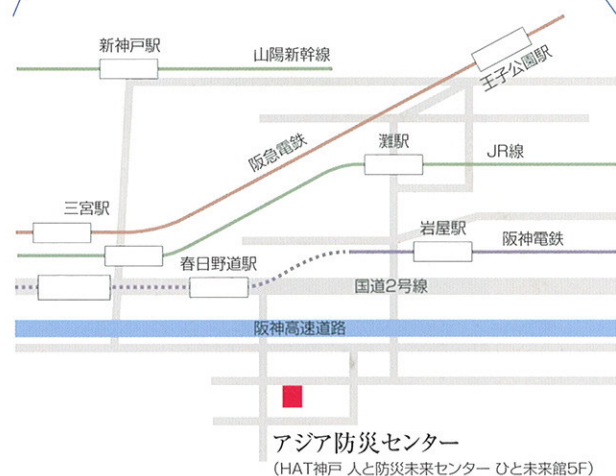 新神戸駅
山陽新幹線
王子公園駅
阪急電鉄
灘駅
JR線
三宮駅
岩屋駅
阪神電鉄
春日野道駅
国道2号線
阪神高速道路
アジア防災センター
(HAT神戸 人と防災未来センター ひと未来館5F)